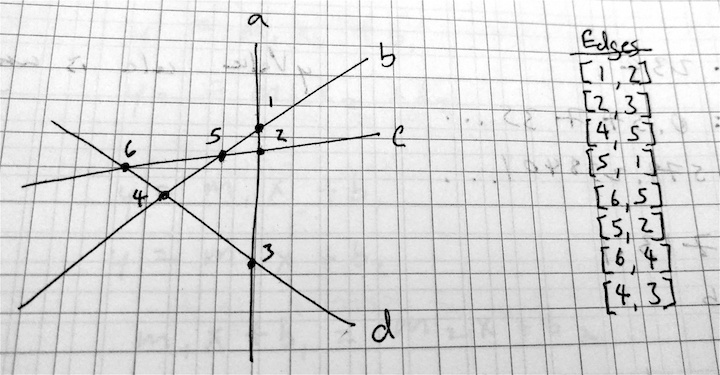 a
b
1
2
c
5
6
4
3
d
Edges
[1, 2]
[2, 3]
[4, 5]
[5, 1]
[6, 5]
[5, 2]
[6, 4]
[4, 3]